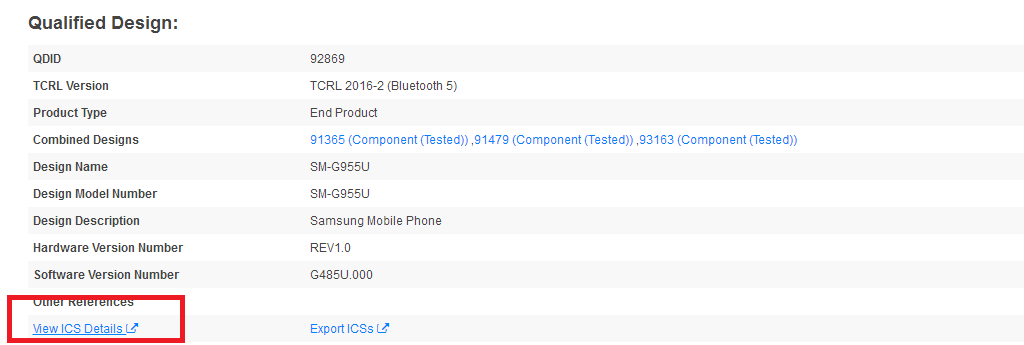 Qualified Design:
QDID 92869
TCRL Version TCRL 2016-2 (Bluetooth 5)
Product Type End Product
Combined Designs 91365 (Component (Tested)) ,91479 (Component (Tested)) ,93163 (Component (Tested))
Design Name SM-G955U
Design Model Number SM-G955U
Design Description Samsung Mobile Phone
Hardware Version Number REV1.0
Software Version Number G485U.000
Other References
View ICS Details Export ICSs